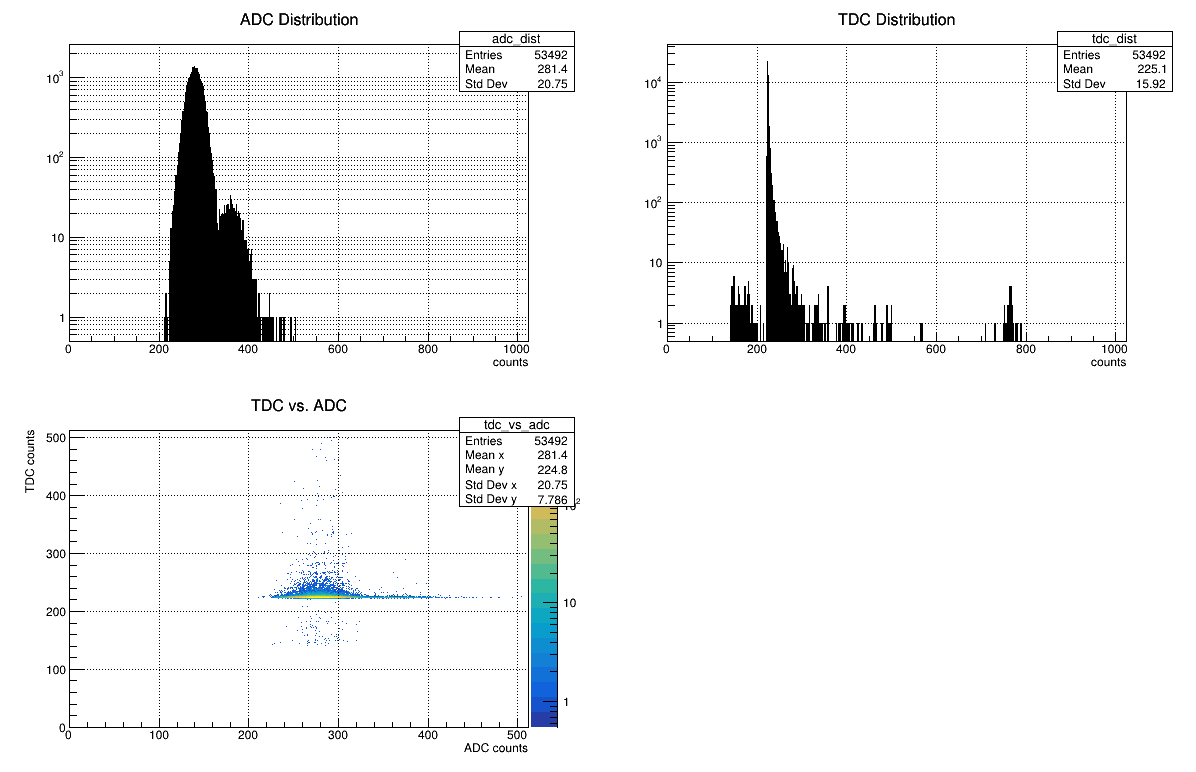 ADC Distribution
adc_dist
Entries 53492
Mean 281.4
Std Dev 20.75
10³
10²
10
1
0 200 400 600 800 1000
counts
TDC Distribution
tdc_dist
Entries 53492
Mean 225.1
Std Dev 15.92
10⁴
10³
10²
10
1
0 200 400 600 800 1000
counts
TDC vs. ADC
TDC counts
tdc_vs_adc
Entries 53492
Mean x 281.4
Mean y 224.8
Std Dev x 20.75
Std Dev y 7.786
500
400
300
200
100
0
0 100 200 300 400 500
ADC counts
10
1